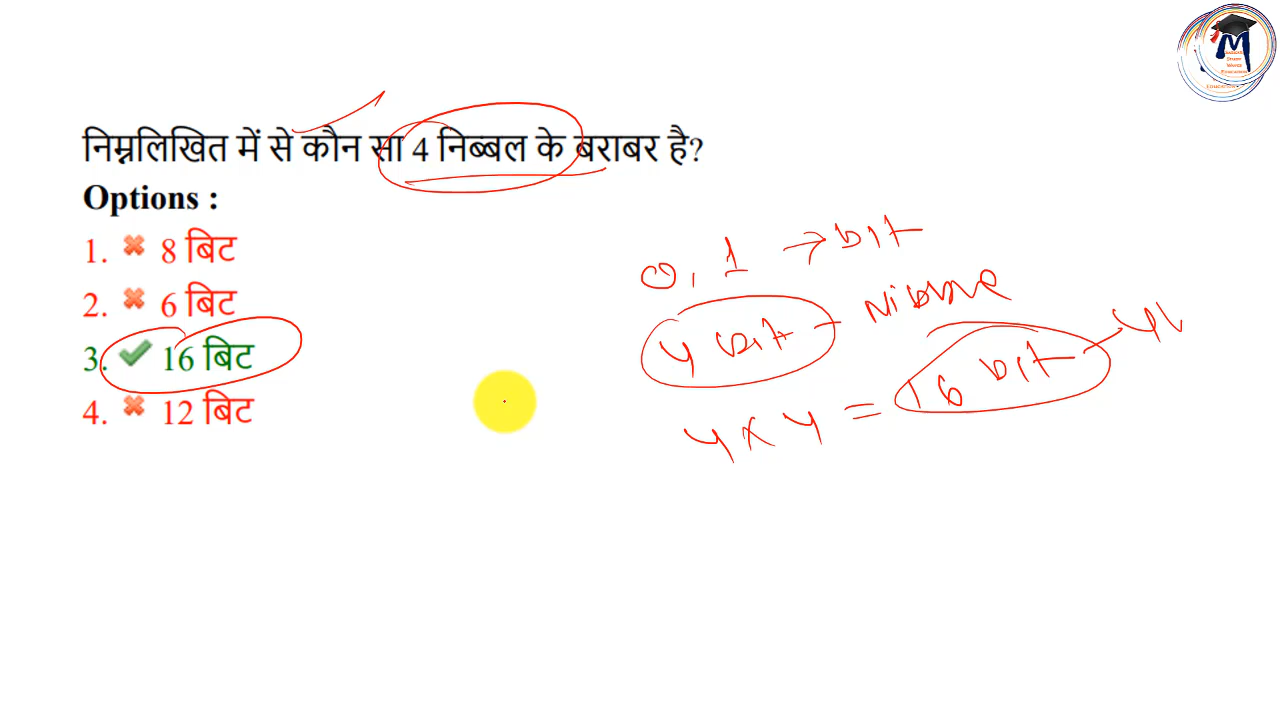 निम्नलिखित में से कौन सा 4 निब्बल के बराबर है?
Options :
1. 8 बिट
2. 6 बिट
3. 16 बिट
4. 12 बिट
0, 1 → bit
4 bit - Nibble
4 x 4 = 16 bit
M